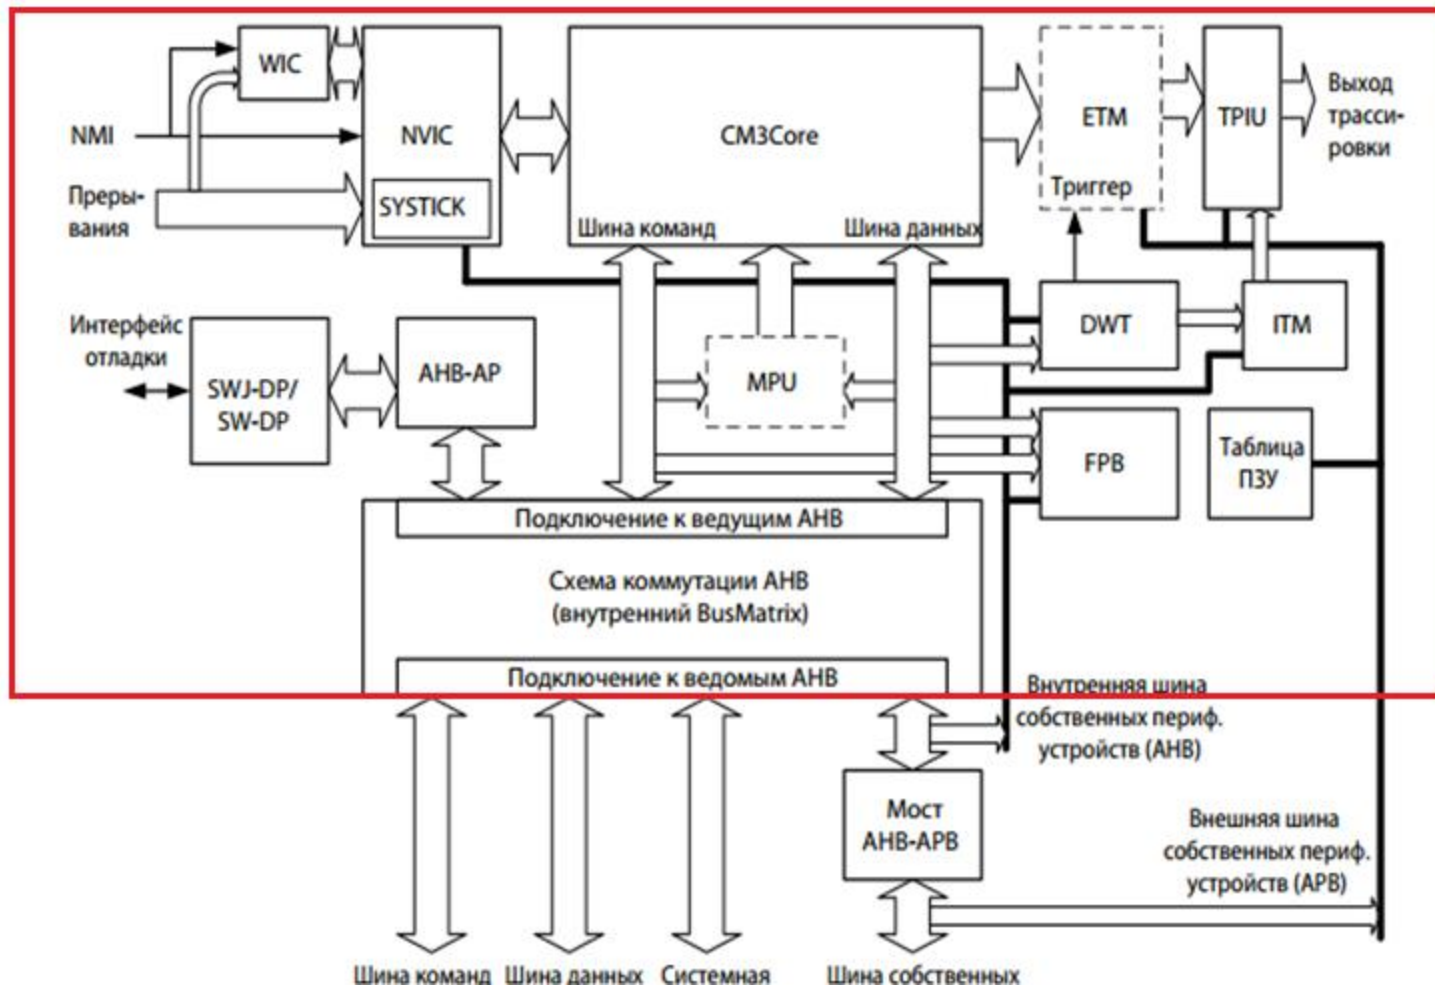 WIC
NMI
NVIC
CM3Core
ETM
TPIU
Выход
трасси-
ровки
Преры-
вания
SYSTICK
Триггер
Шина команд
Шина данных
Интерфейс
отладки
SWJ-DP/
SW-DP
AHB-AP
MPU
DWT
ITM
FPB
Таблица
ПЗУ
Подключение к ведущим AHB
Схема коммутации AHB
(внутренний BusMatrix)
Подключение к ведомым AHB
Внутренняя шина
собственных периф.
устройств (AHB)
Мост
AHB-APB
Внешняя шина
собственных периф.
устройств (APB)
Шина команд
Шина данных
Системная
Шина собственных